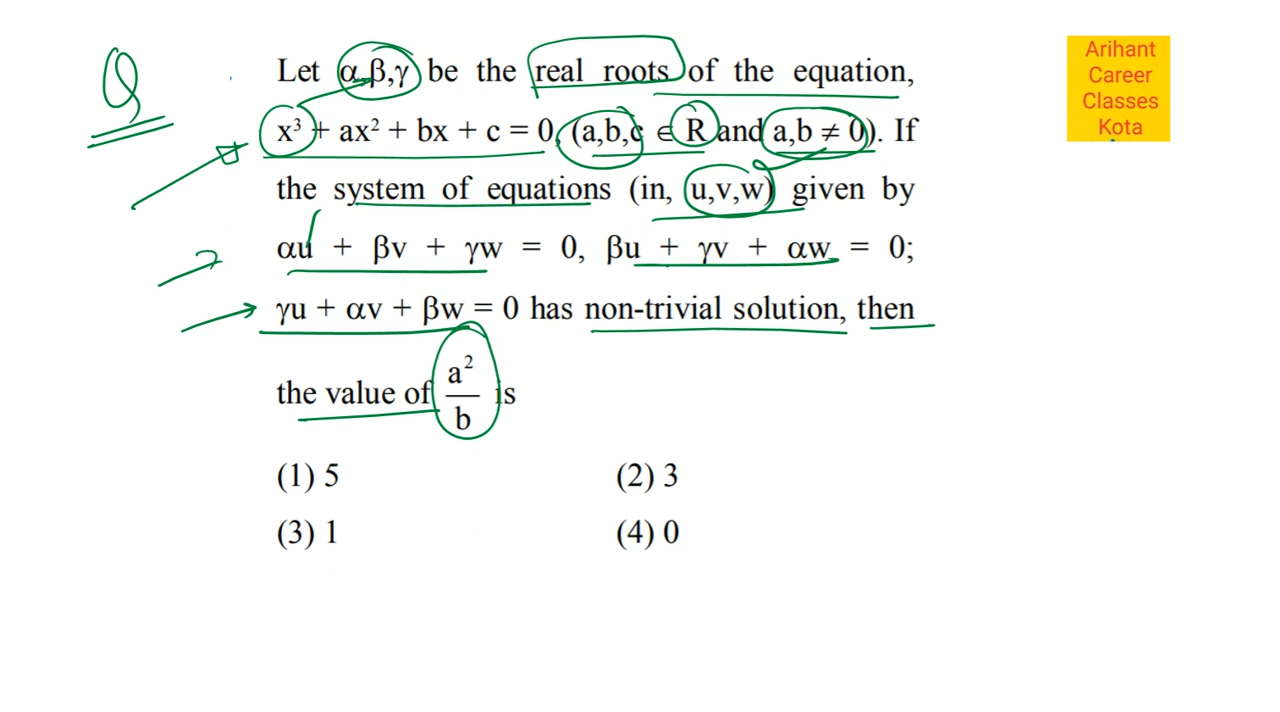 Q
Let α,β,γ be the real roots of the equation,
x³ + ax² + bx + c = 0, (a,b,c ∈ R and a,b ≠ 0). If
the system of equations (in, u,v,w) given by
αu + βv + γw = 0, βu + γv + αw = 0;
γu + αv + βw = 0 has non-trivial solution, then
the value of a²/b is
(1) 5 (2) 3
(3) 1 (4) 0
Arihant
Career
Classes
Kota